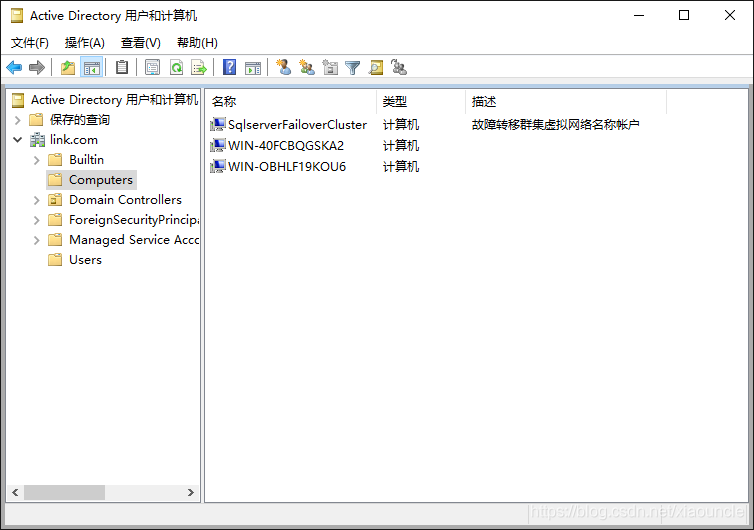 Active Directory 用户和计算机
文件(F) 操作(A) 查看(V) 帮助(H)
Active Directory 用户和计算机
保存的查询
link.com
Builtin
Computers
Domain Controllers
ForeignSecurityPrincipa
Managed Service Acco
Users
名称 类型 描述
SqlserverFailoverCluster 计算机 故障转移群集虚拟网络名称帐户
WIN-40FCBQGSKA2 计算机
WIN-OBHLF19KOU6 计算机
https://blog.csdn.net/xiaouncle